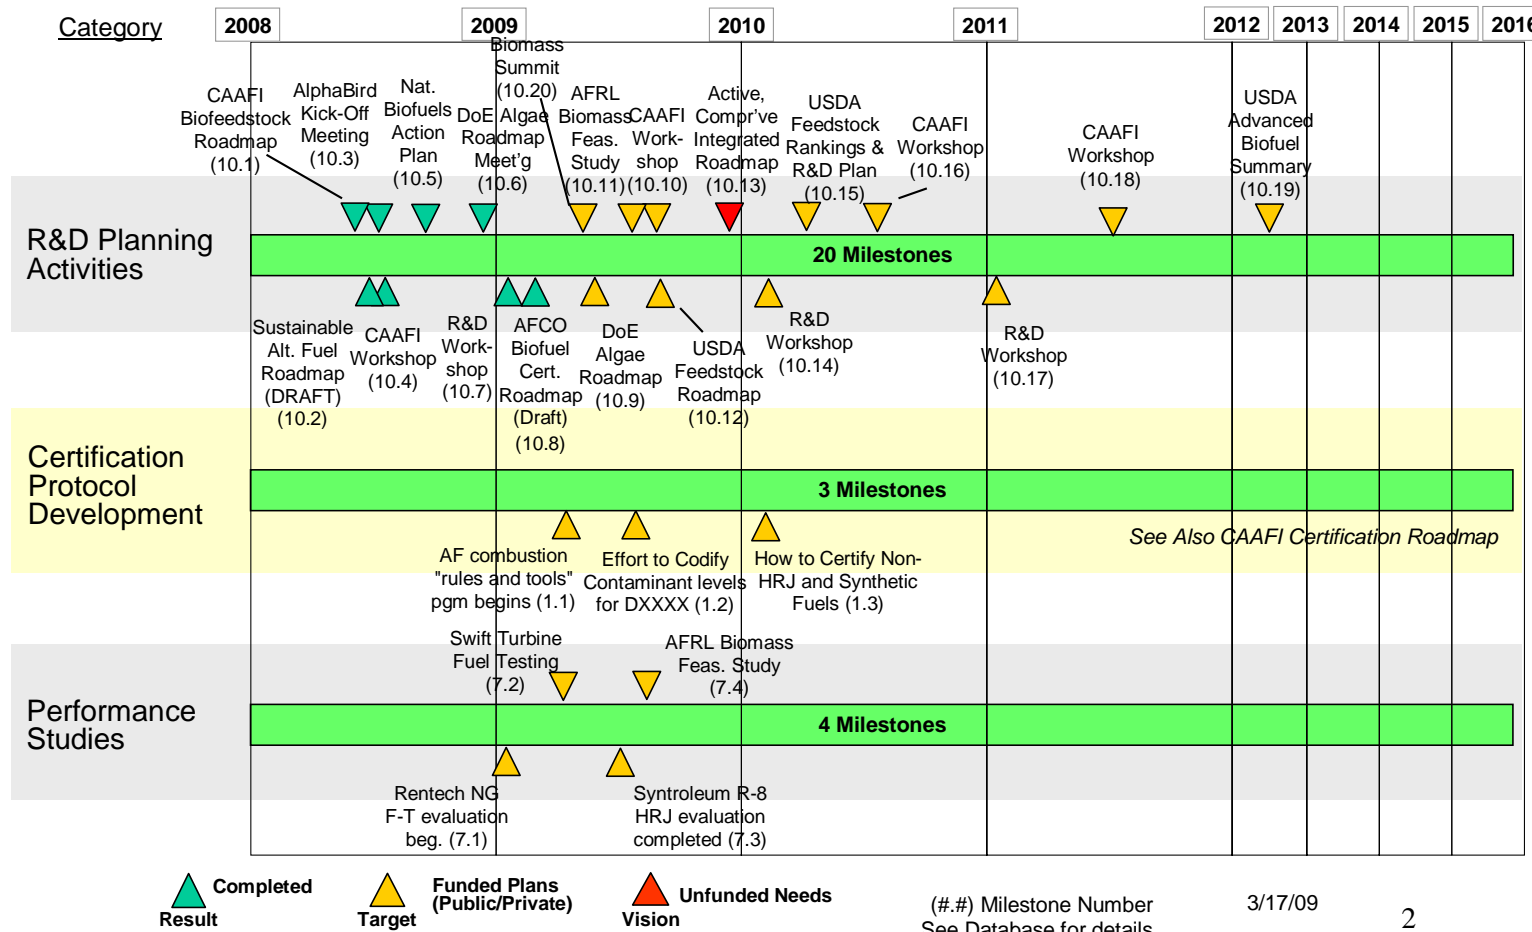 Category
2008
2009
2010
2011
2012
2013
2014
2015
2016
CAAFI
Biofeedstock
Roadmap
(10.1)
AlphaBird
Kick-Off
Meeting
(10.3)
Nat.
Biofuels
Action
Plan
(10.5)
DoE Algae
Roadmap
Meet'g
(10.6)
Biomass
Summit
(10.20)
AFRL
Biomass
Feas.
Study
(10.11)
CAAFI
Work-
shop
(10.10)
Active,
Compr've
Integrated
Roadmap
(10.13)
USDA
Feedstock
Rankings &
R&D Plan
(10.15)
CAAFI
Workshop
(10.16)
CAAFI
Workshop
(10.18)
USDA
Advanced
Biofuel
Summary
(10.19)
R&D Planning
Activities
20 Milestones
Sustainable
Alt. Fuel
Roadmap
(DRAFT)
(10.2)
CAAFI
Workshop
(10.4)
R&D
Work-
shop
(10.7)
AFCO
Biofuel
Cert.
Roadmap
(Draft)
(10.8)
DoE
Algae
Roadmap
(10.9)
USDA
Feedstock
Roadmap
(10.12)
R&D
Workshop
(10.14)
R&D
Workshop
(10.17)
Certification
Protocol
Development
3 Milestones
See Also CAAFI Certification Roadmap
AF combustion
"rules and tools"
pgm begins (1.1)
Effort to Codify
Contaminant levels
for DXXXX (1.2)
How to Certify Non-
HRJ and Synthetic
Fuels (1.3)
Swift Turbine
Fuel Testing
(7.2)
AFRL Biomass
Feas. Study
(7.4)
Performance
Studies
4 Milestones
Rentech NG
F-T evaluation
beg. (7.1)
Syntroleum R-8
HRJ evaluation
completed (7.3)
Completed
Result
Funded Plans
(Public/Private)
Target
Unfunded Needs
Vision
(#.#) Milestone Number
See Database for details
3/17/09
2